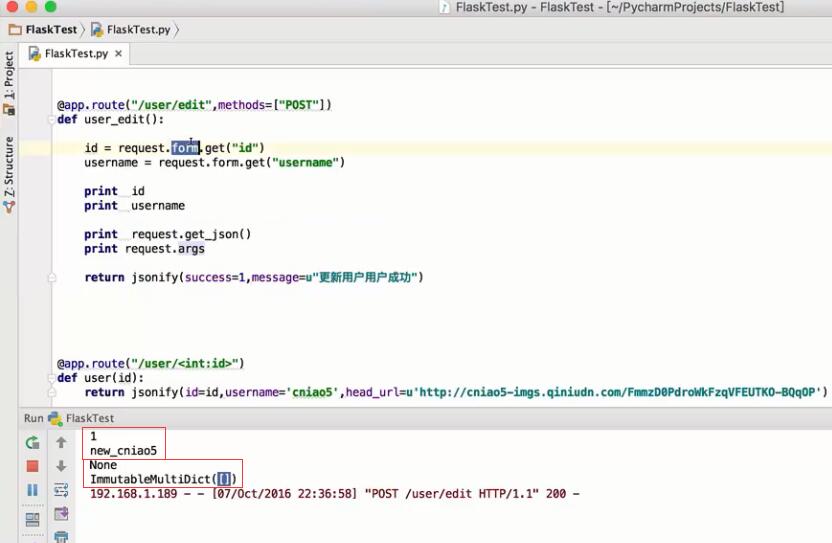 FlaskTest.py - FlaskTest - [~/PycharmProjects/FlaskTest]
FlaskTest
FlaskTest.py
FlaskTest.py ×
1: Project
Z: Structure
@app.route("/user/edit",methods=["POST"])
def user_edit():
id = request.form.get("id")
username = request.form.get("username")
print id
print username
print request.get_json()
print request.args
return jsonify(success=1,message=u"更新用户用户成功")
@app.route("/user/<int:id>")
def user(id):
return jsonify(id=id,username='cniao5',head_url=u'http://cniao5-imgs.qiniudn.com/FmmzD0PdroWkFzqVFEUTKO-BQqOP')
Run FlaskTest
1
new_cniao5
None
ImmutableMultiDict([])
192.168.1.189 - - [07/Oct/2016 22:36:58] "POST /user/edit HTTP/1.1" 200 -